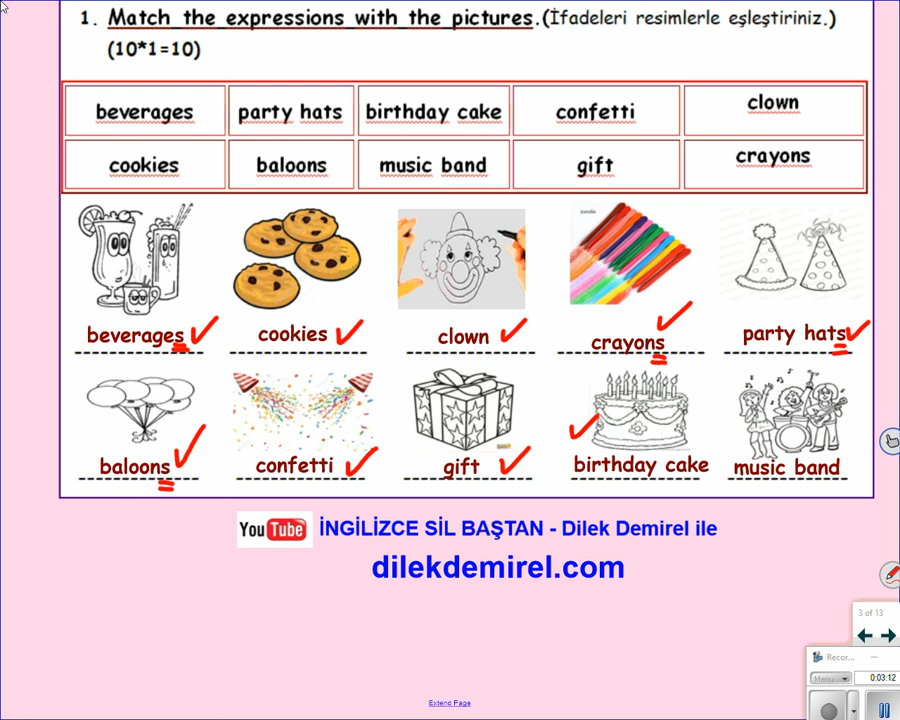 1. Match the expressions with the pictures.(İfadeleri resimlerle eşleştiriniz.)
(10*1=10)
beverages party hats birthday cake confetti clown
cookies baloons music band gift crayons
beverages cookies clown crayons party hats
baloons confetti gift birthday cake music band
YouTube İNGİLİZCE SİL BAŞTAN - Dilek Demirel ile
dilekdemirel.com
3 of 13
Recor...
Menu
0:03:12
Extend Page